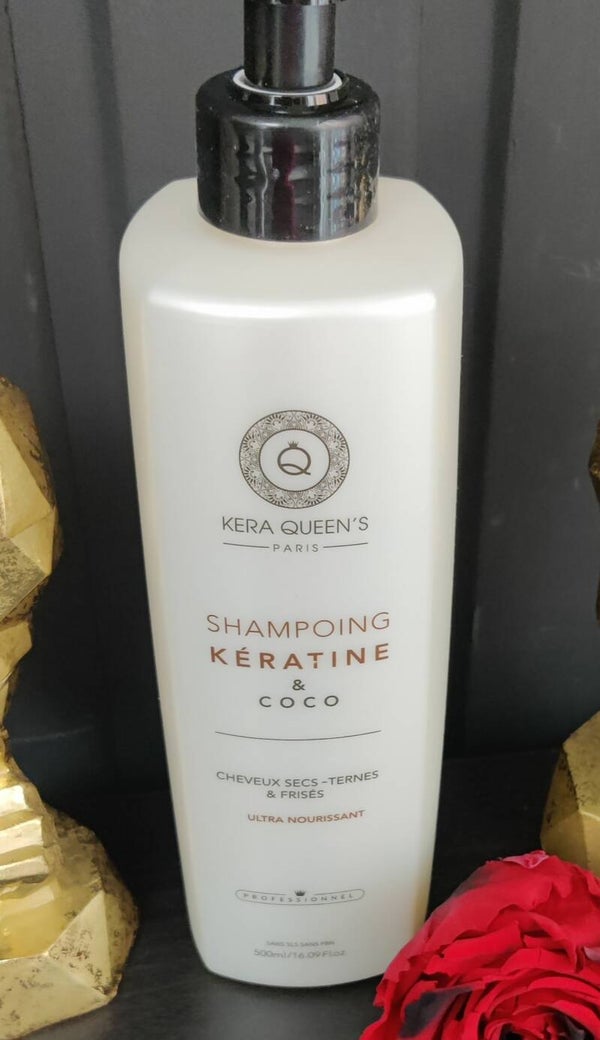 Q
KERA QUEEN'S
PARIS
SHAMPOING
KÉRATINE
&
COCO
CHEVEUX SECS -TERNES
& FRISÉS
ULTRA NOURISSANT
PROFESSIONNEL
SANS SLS SANS
500ml/16.09Fl.oz.